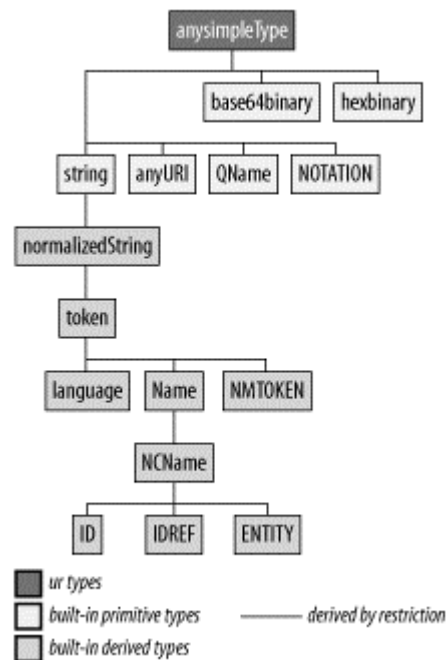 anysimpleType
base64binary hexbinary
string anyURI QName NOTATION
normalizedString
token
language Name NMTOKEN
NCName
ID IDREF ENTITY
ur types
built-in primitive types derived by restriction
built-in derived types